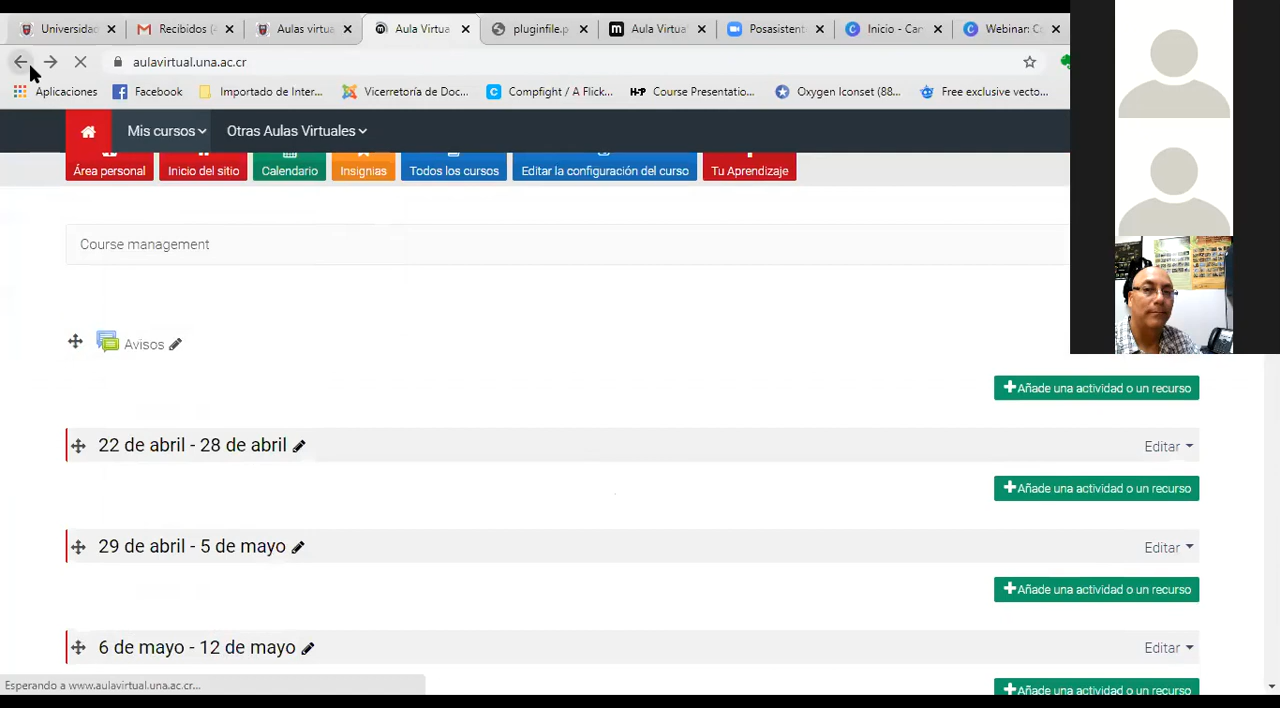 Universidad
Recibidos (4
Aulas virtua
Aula Virtua
pluginfile.p
Aula Virtua
Posasistent
Inicio - Can
Webinar: C
aulavirtual.una.ac.cr
Aplicaciones
Facebook
Importado de Inter...
Vicerretoría de Doc...
Compfight / A Flick...
H-P
Course Presentatio...
Oxygen Iconset (88...
Free exclusive vecto...
Mis cursos
Otras Aulas Virtuales
Área personal
Inicio del sitio
Calendario
Insignias
Todos los cursos
Editar la configuración del curso
Tu Aprendizaje
Course management
Avisos
Añade una actividad o un recurso
22 de abril - 28 de abril
Editar
Añade una actividad o un recurso
29 de abril - 5 de mayo
Editar
Añade una actividad o un recurso
6 de mayo - 12 de mayo
Editar
Añade una actividad o un recurso
Esperando a www.aulavirtual.una.ac.cr...